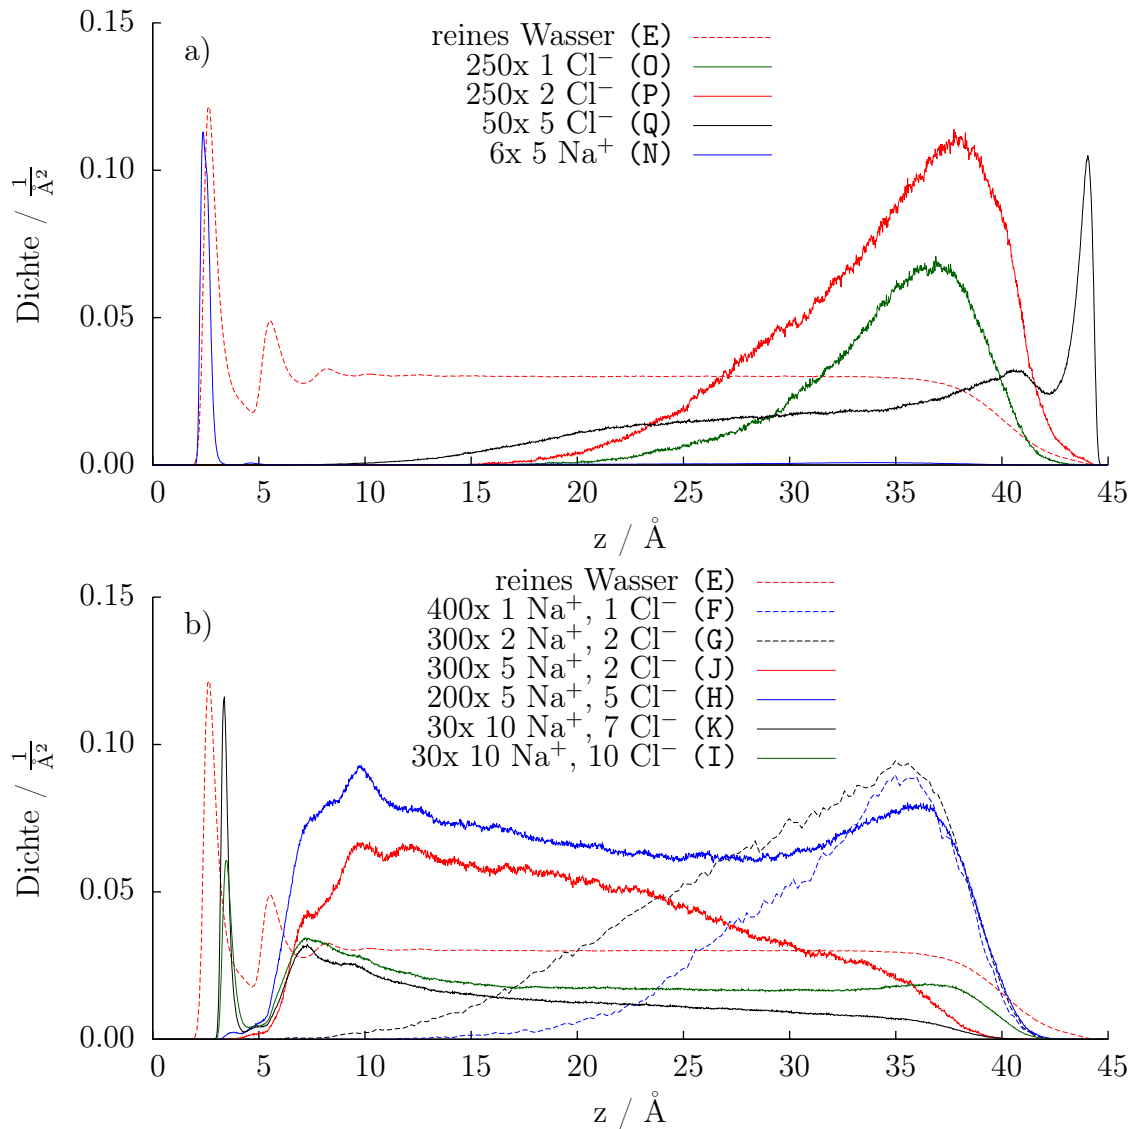 0.15
a)
reines Wasser (E)
250x 1 Cl⁻ (O)
250x 2 Cl⁻ (P)
50x 5 Cl⁻ (Q)
6x 5 Na⁺ (N)
0.10
0.05
0.00
Dichte / 1/Å²
0 5 10 15 20 25 30 35 40 45
z / Å
0.15
b)
reines Wasser (E)
400x 1 Na⁺, 1 Cl⁻ (F)
300x 2 Na⁺, 2 Cl⁻ (G)
300x 5 Na⁺, 2 Cl⁻ (J)
200x 5 Na⁺, 5 Cl⁻ (H)
30x 10 Na⁺, 7 Cl⁻ (K)
30x 10 Na⁺, 10 Cl⁻ (I)
0.10
0.05
0.00
Dichte / 1/Å²
0 5 10 15 20 25 30 35 40 45
z / Å